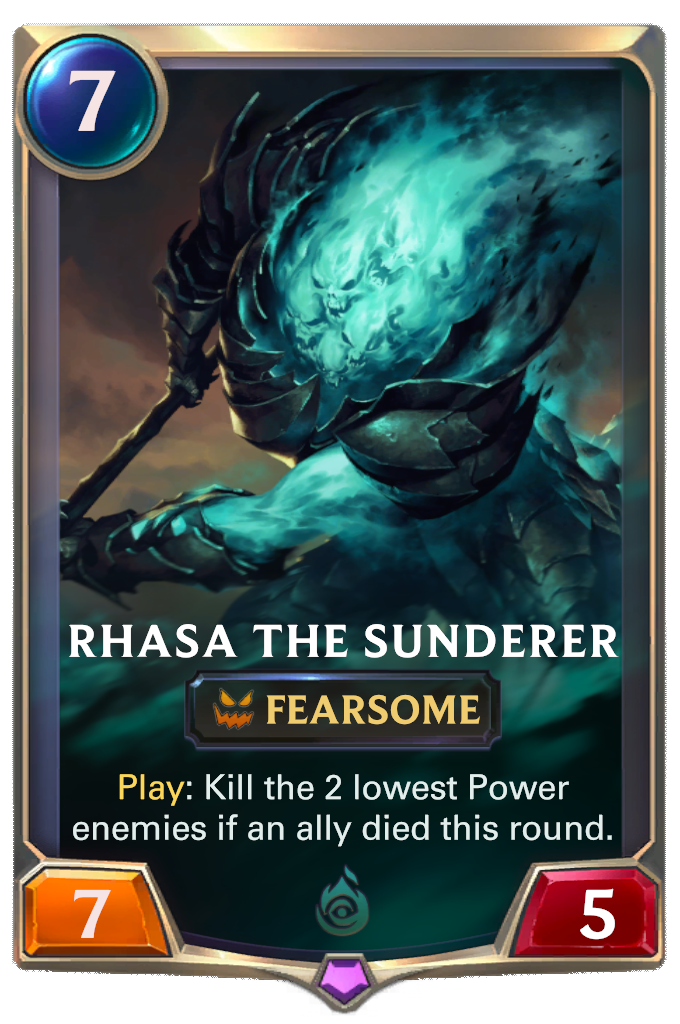 7
RHASA THE SUNDERER
FEARSOME
Play: Kill the 2 lowest Power
enemies if an ally died this round.
7
5